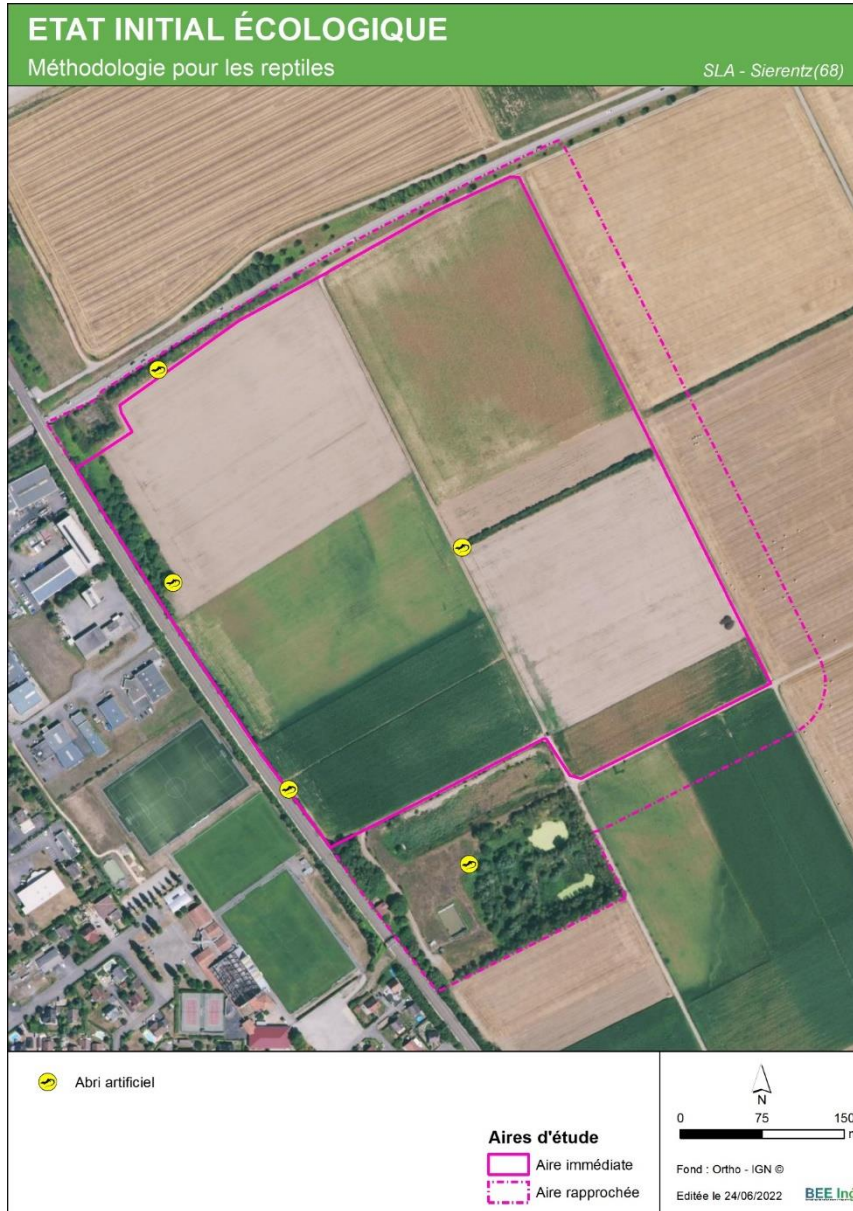 ETAT INITIAL ÉCOLOGIQUE
Méthodologie pour les reptiles
SLA - Sierentz(68)
Abri artificiel
Aires d'étude
Aire immédiate
Aire rapprochée
N
0 75 150
Fond : Ortho - IGN ©
Editée le 24/06/2022
BEE